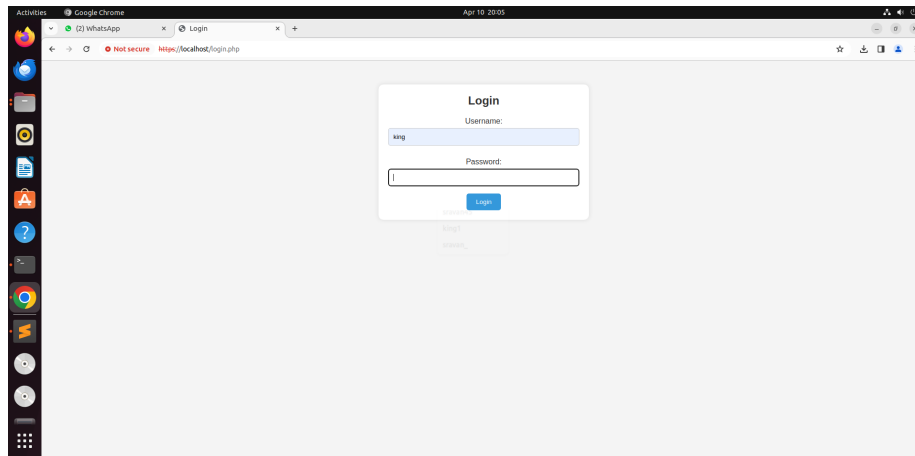 Activities Google Chrome Apr 10 20:05
(2) WhatsApp Login
Not secure https://localhost/login.php
Login
Username:
king
Password:
Login
king1